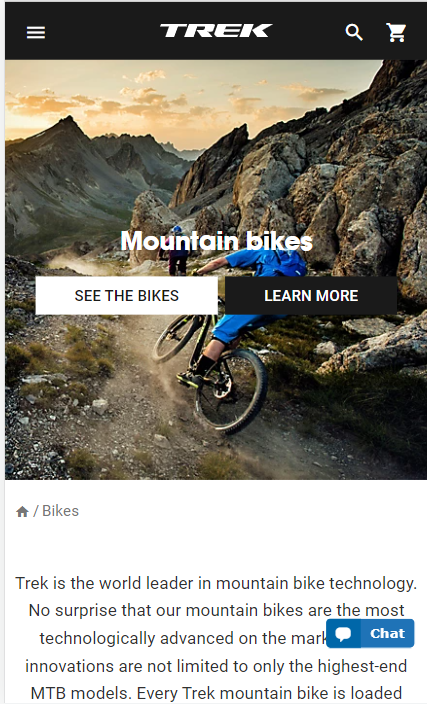 TREK
Mountain bikes
SEE THE BIKES
LEARN MORE
/ Bikes
Trek is the world leader in mountain bike technology.
No surprise that our mountain bikes are the most
technologically advanced on the
Chat
innovations are not limited to only the highest-end
MTB models. Every Trek mountain bike is loaded